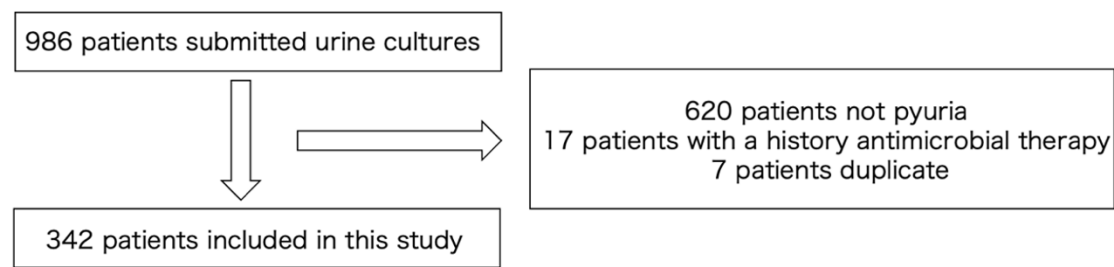 986 patients submitted urine cultures
620 patients not pyuria
17 patients with a history antimicrobial therapy
7 patients duplicate
342 patients included in this study